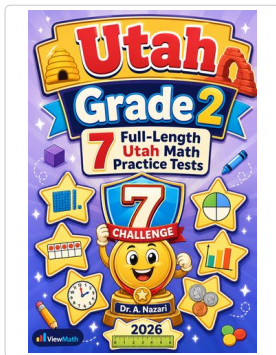 Utah
Grade 2
7 Full-Length
Utah Math
Practice Tests
7
CHALLENGE
Dr. A. Nazari
2026
ViewMath